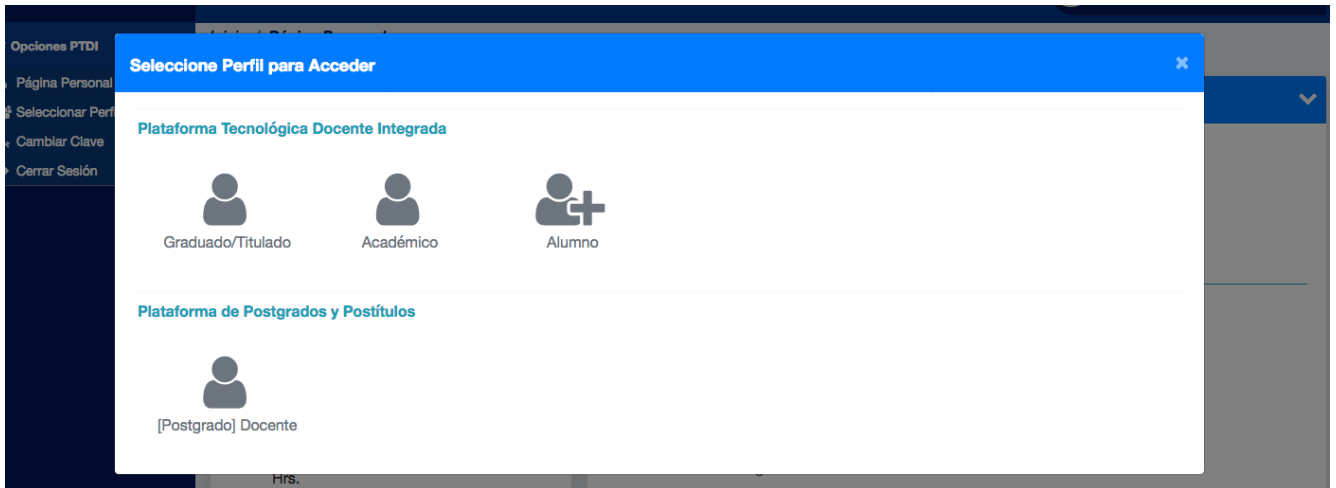 Opciones PTDI
Página Personal
Seleccionar Perf
Cambiar Clave
Cerrar Sesión
Seleccione Perfil para Acceder
Plataforma Tecnológica Docente Integrada
Graduado/Titulado
Académico
Alumno
Plataforma de Postgrados y Postítulos
[Postgrado] Docente
Hrs.